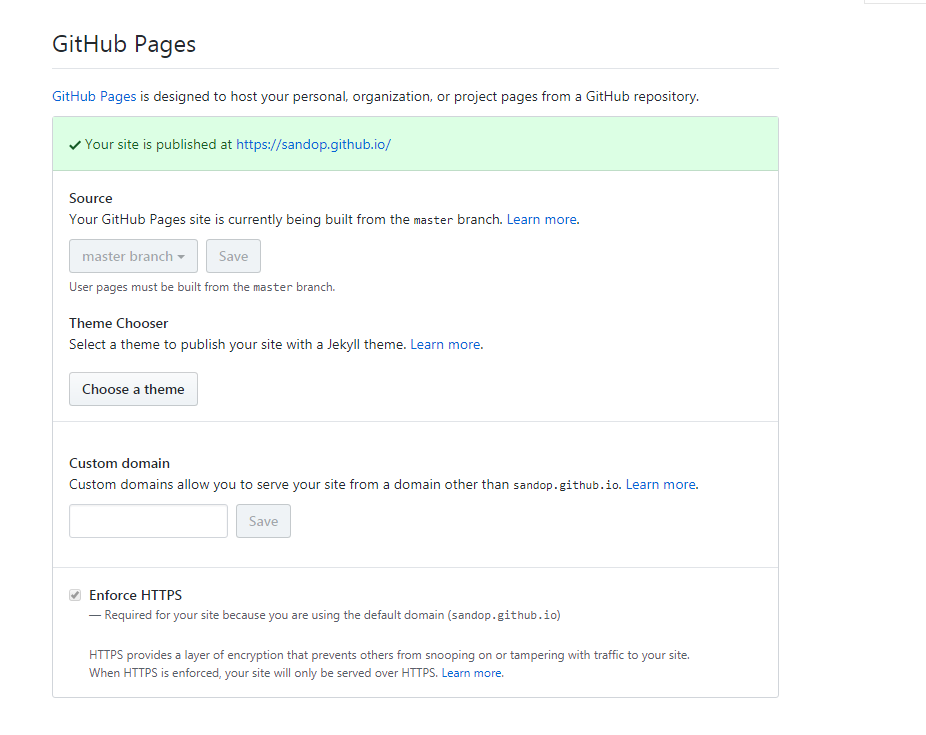 GitHub Pages
GitHub Pages is designed to host your personal, organization, or project pages from a GitHub repository.
Your site is published at https://sandop.github.io/
Source
Your GitHub Pages site is currently being built from the master branch. Learn more.
master branch Save
User pages must be built from the master branch.
Theme Chooser
Select a theme to publish your site with a Jekyll theme. Learn more.
Choose a theme
Custom domain
Custom domains allow you to serve your site from a domain other than sandop.github.io. Learn more.
Save
Enforce HTTPS
— Required for your site because you are using the default domain (sandop.github.io)
HTTPS provides a layer of encryption that prevents others from snooping on or tampering with traffic to your site.
When HTTPS is enforced, your site will only be served over HTTPS. Learn more.